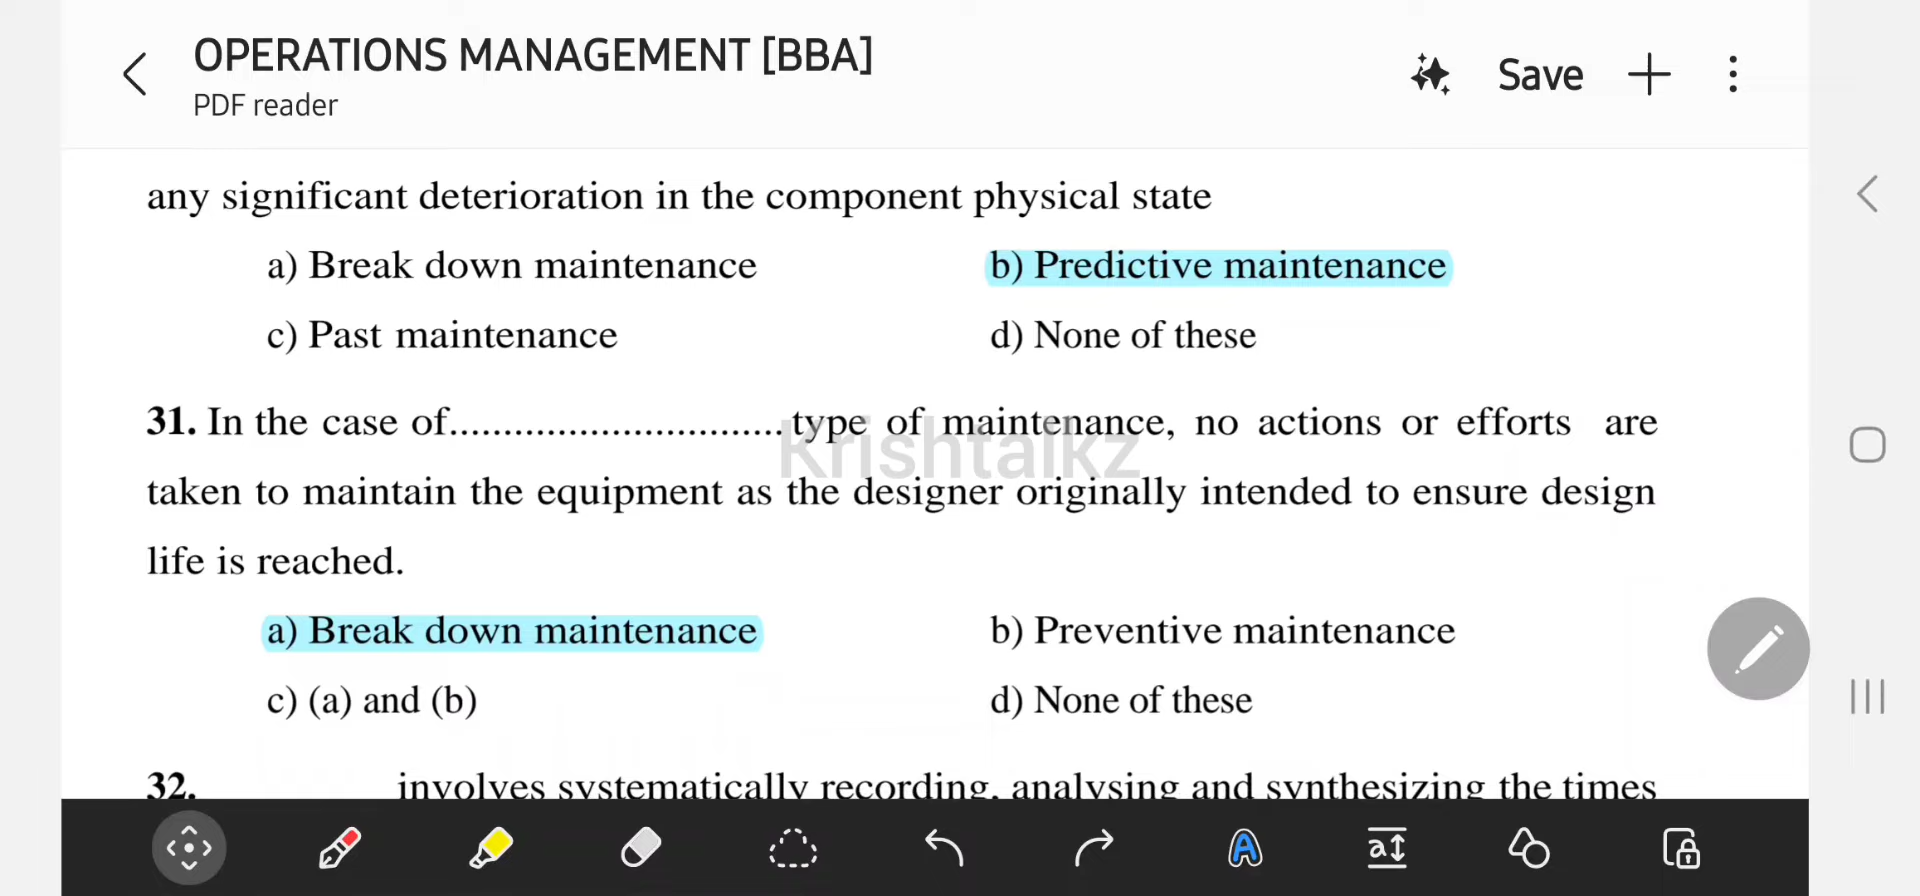 OPERATIONS MANAGEMENT [BBA]
PDF reader
Save
any significant deterioration in the component physical state
a) Break down maintenance b) Predictive maintenance
c) Past maintenance d) None of these
31. In the case of............................... type of maintenance, no actions or efforts are
taken to maintain the equipment as the designer originally intended to ensure design
life is reached.
Krishtalkz
a) Break down maintenance b) Preventive maintenance
c) (a) and (b) d) None of these
32. involves systematically recording, analysing and synthesizing the times